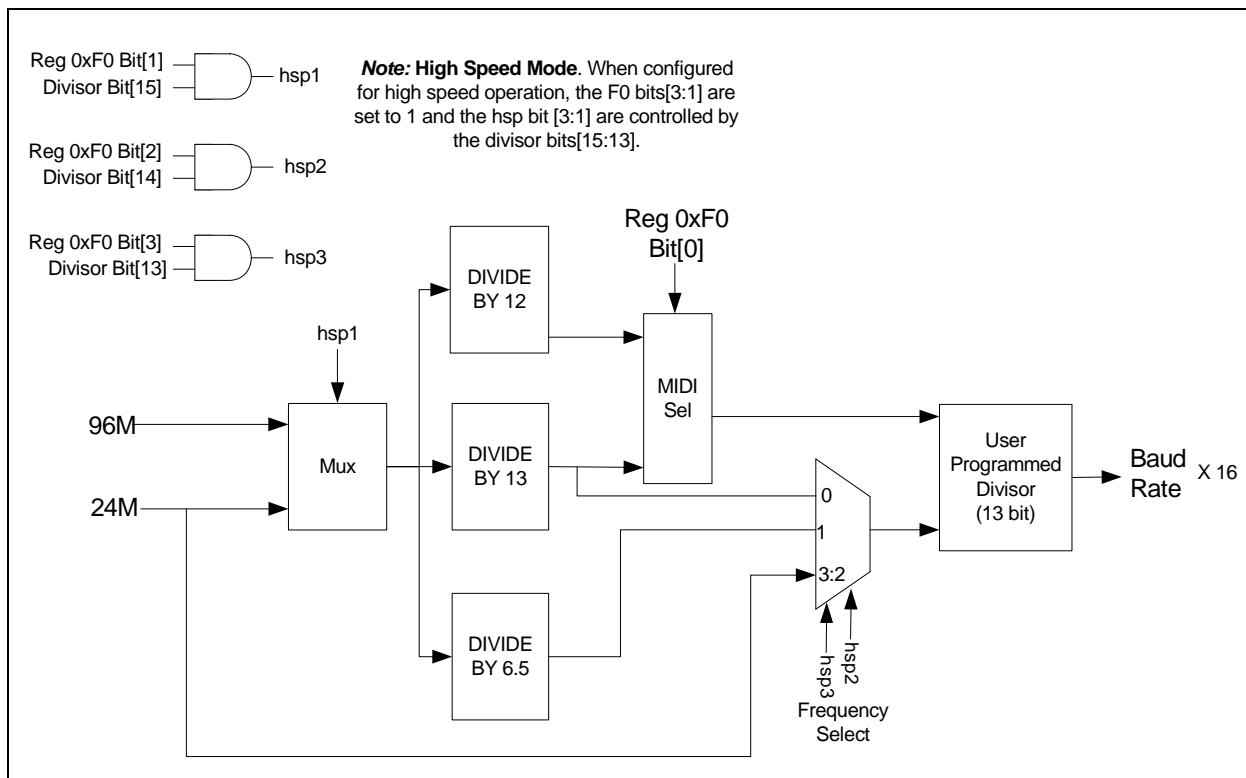 Reg 0xF0 Bit[1]
Divisor Bit[15]
hsp1
Note: High Speed Mode. When configured
for high speed operation, the F0 bits[3:1] are
set to 1 and the hsp bit [3:1] are controlled by
the divisor bits[15:13].
Reg 0xF0 Bit[2]
Divisor Bit[14]
hsp2
Reg 0xF0 Bit[3]
Divisor Bit[13]
hsp3
Reg 0xF0
Bit[0]
DIVIDE
BY 12
hsp1
96M
24M
Mux
DIVIDE
BY 13
MIDI
Sel
0
1
3:2
User
Programmed
Divisor
(13 bit)
Baud
Rate
X 16
DIVIDE
BY 6.5
hsp3
hsp2
Frequency
Select